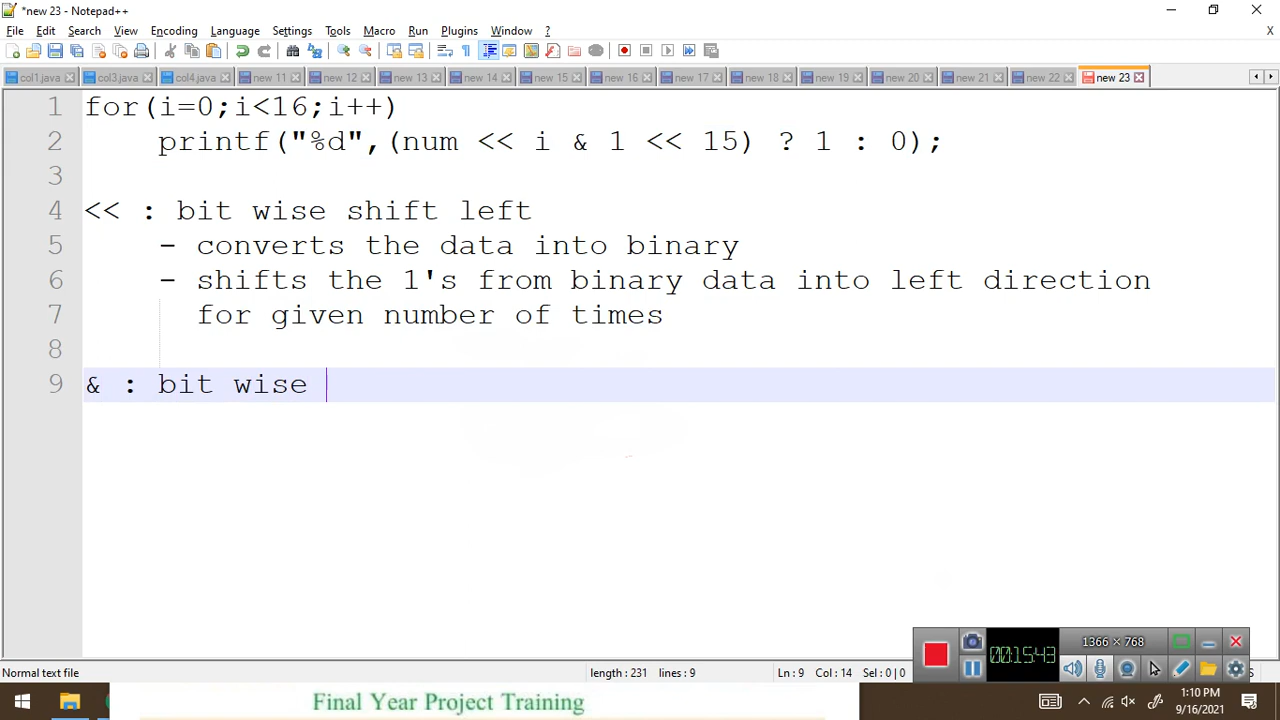 *new 23 - Notepad++
File Edit Search View Encoding Language Settings Tools Macro Run Plugins Window ? X
col1.java col3.java col4.java new 11 new 12 new 13 new 14 new 15 new 16 new 17 new 18 new 19 new 20 new 21 new 22 new 23
1 for(i=0;i<16;i++)
2 printf("%d",(num << i & 1 << 15) ? 1 : 0);
3
4 << : bit wise shift left
5 - converts the data into binary
6 - shifts the 1's from binary data into left direction
7 for given number of times
8
9 & : bit wise
1366 × 768
00:15:43
Normal text file length : 231 lines : 9 Ln : 9 Col : 14 Sel : 0 | 0 S
Final Year Project Training
1:10 PM
9/16/2021